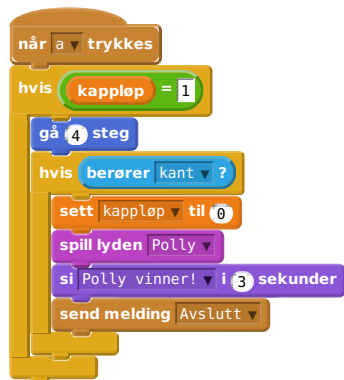 når a trykkes
hvis kappløp = 1
gå 4 steg
hvis berører kant ?
sett kappløp til 0
spill lyden Polly
si Polly vinner! i 3 sekunder
send melding Avslutt